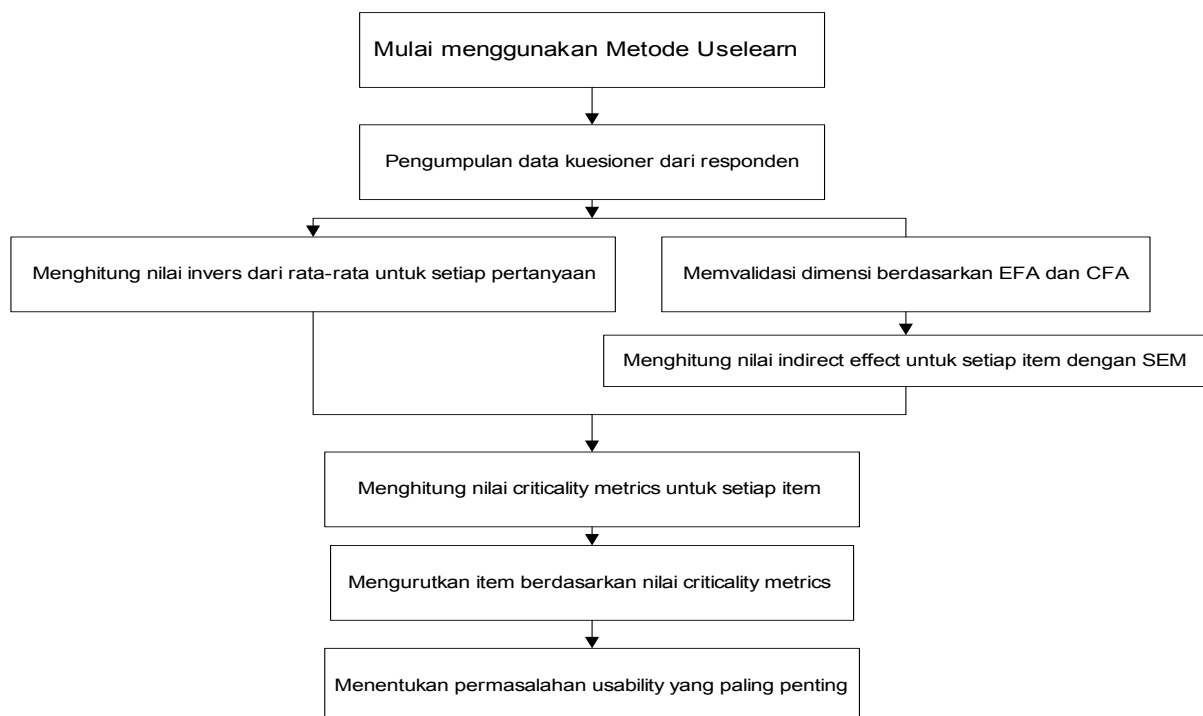 Mulai menggunakan Metode Uselearn
Pengumpulan data kuesioner dari responden
Menghitung nilai invers dari rata-rata untuk setiap pertanyaan
Memvalidasi dimensi berdasarkan EFA dan CFA
Menghitung nilai indirect effect untuk setiap item dengan SEM
Menghitung nilai criticality metrics untuk setiap item
Mengurutkan item berdasarkan nilai criticality metrics
Menentukan permasalahan usability yang paling penting